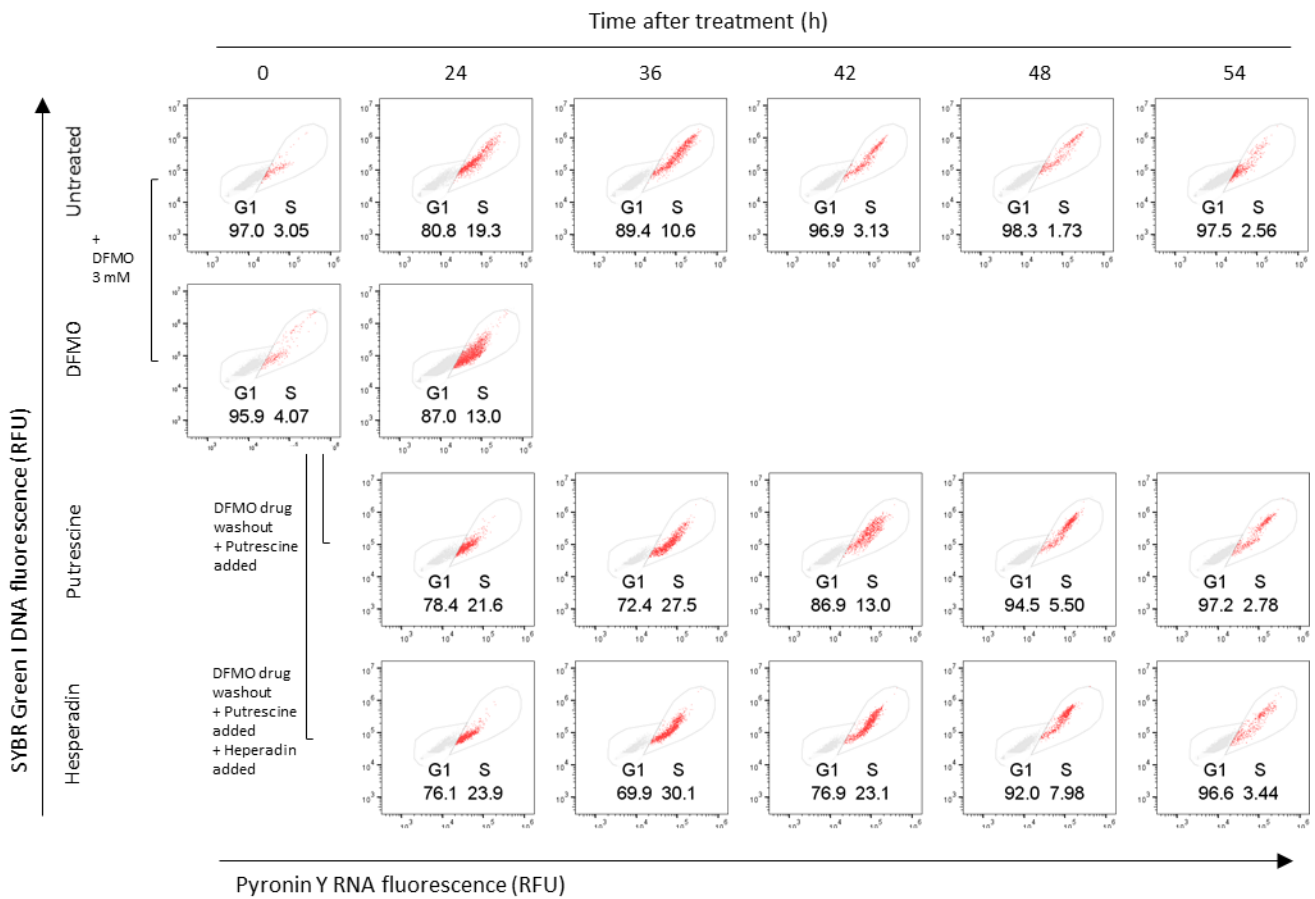 Time after treatment (h)
0 24 36 42 48 54
Untreated
G1 S
97.0 3.05
G1 S
80.8 19.3
G1 S
89.4 10.6
G1 S
96.9 3.13
G1 S
98.3 1.73
G1 S
97.5 2.56
+
DFMO
3 mM
DFMO
G1 S
95.9 4.07
G1 S
87.0 13.0
Putrescine
DFMO drug
washout
+ Putrescine
added
G1 S
78.4 21.6
G1 S
72.4 27.5
G1 S
86.9 13.0
G1 S
94.5 5.50
G1 S
97.2 2.78
Hesperadin
DFMO drug
washout
+ Putrescine
added
+ Heperadin
added
G1 S
76.1 23.9
G1 S
69.9 30.1
G1 S
76.9 23.1
G1 S
92.0 7.98
G1 S
96.6 3.44
SYBR Green I DNA fluorescence (RFU)
Pyronin Y RNA fluorescence (RFU)